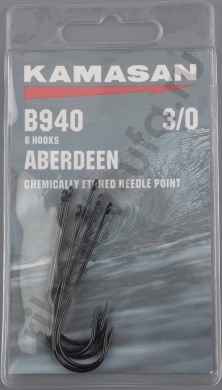 KAMASAN
B940 3/0
6 HOOKS
ABERDEEN
CHEMICALLY ETCHED NEEDLE POINT